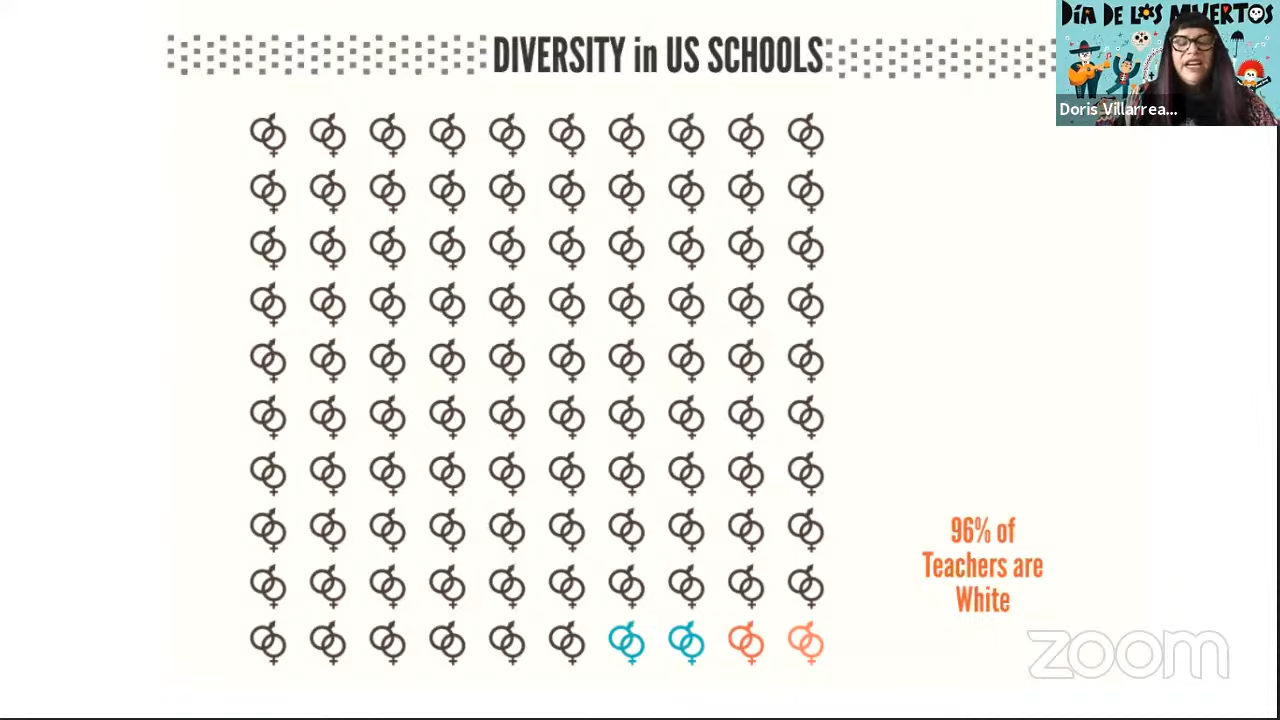 DIVERSITY in US SCHOOLS
DÍA DE LOS MUERTOS
Doris Villarrea...
96% of
Teachers are
White
zoom